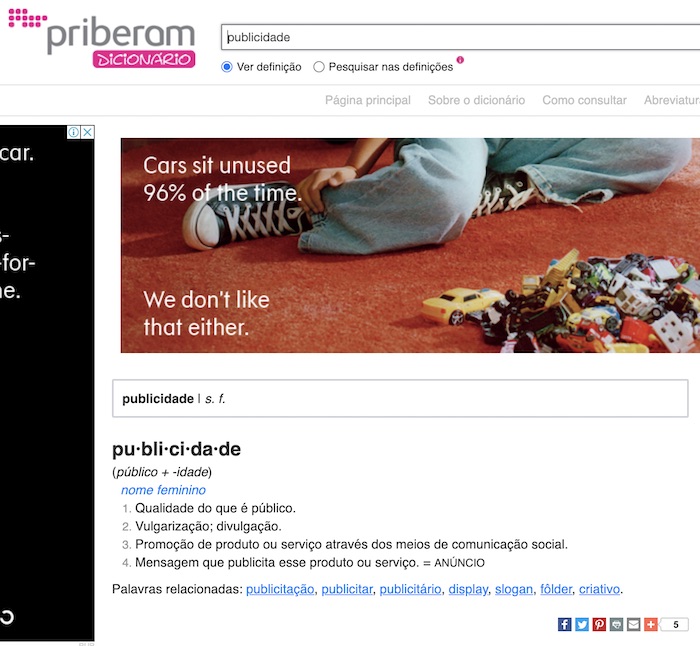 priberam
DICIONÁRIO
publicidade
Ver definição Pesquisar nas definições
Página principal Sobre o dicionário Como consultar Abreviatur
car.
s-
-for-
e.
Cars sit unused
96% of the time.
We don't like
that either.
publicidade | s. f.
pu·bli·ci·da·de
(público + -idade)
nome feminino
1. Qualidade do que é público.
2. Vulgarização; divulgação.
3. Promoção de produto ou serviço através dos meios de comunicação social.
4. Mensagem que publicita esse produto ou serviço. = ANÚNCIO
Palavras relacionadas: publicitação, publicitar, publicitário, display, slogan, fôlder, criativo.
5